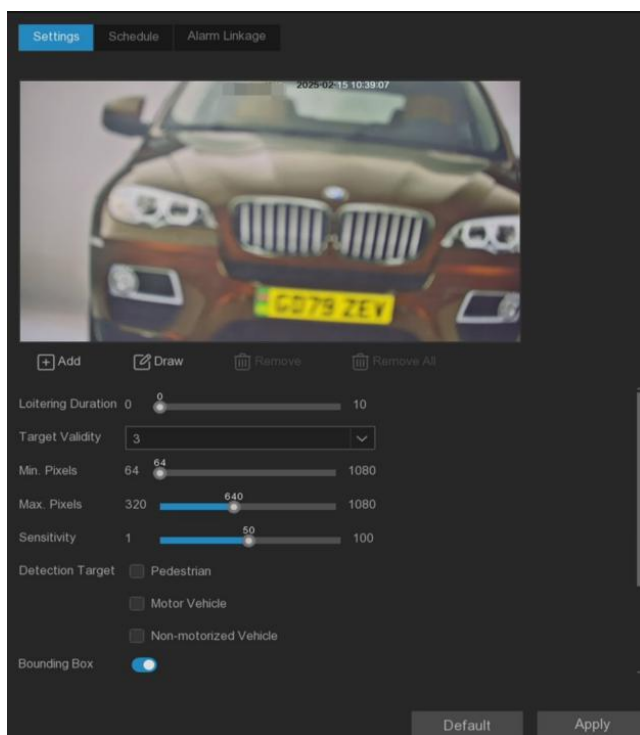 Settings Schedule Alarm Linkage
2025-02-15 10:39:07
GD79 ZEV
Add Draw Remove Remove All
Loitering Duration 0 0 10
Target Validity 3
Min. Pixels 64 64 1080
Max. Pixels 320 640 1080
Sensitivity 1 50 100
Detection Target Pedestrian
Motor Vehicle
Non-motorized Vehicle
Bounding Box
Default Apply